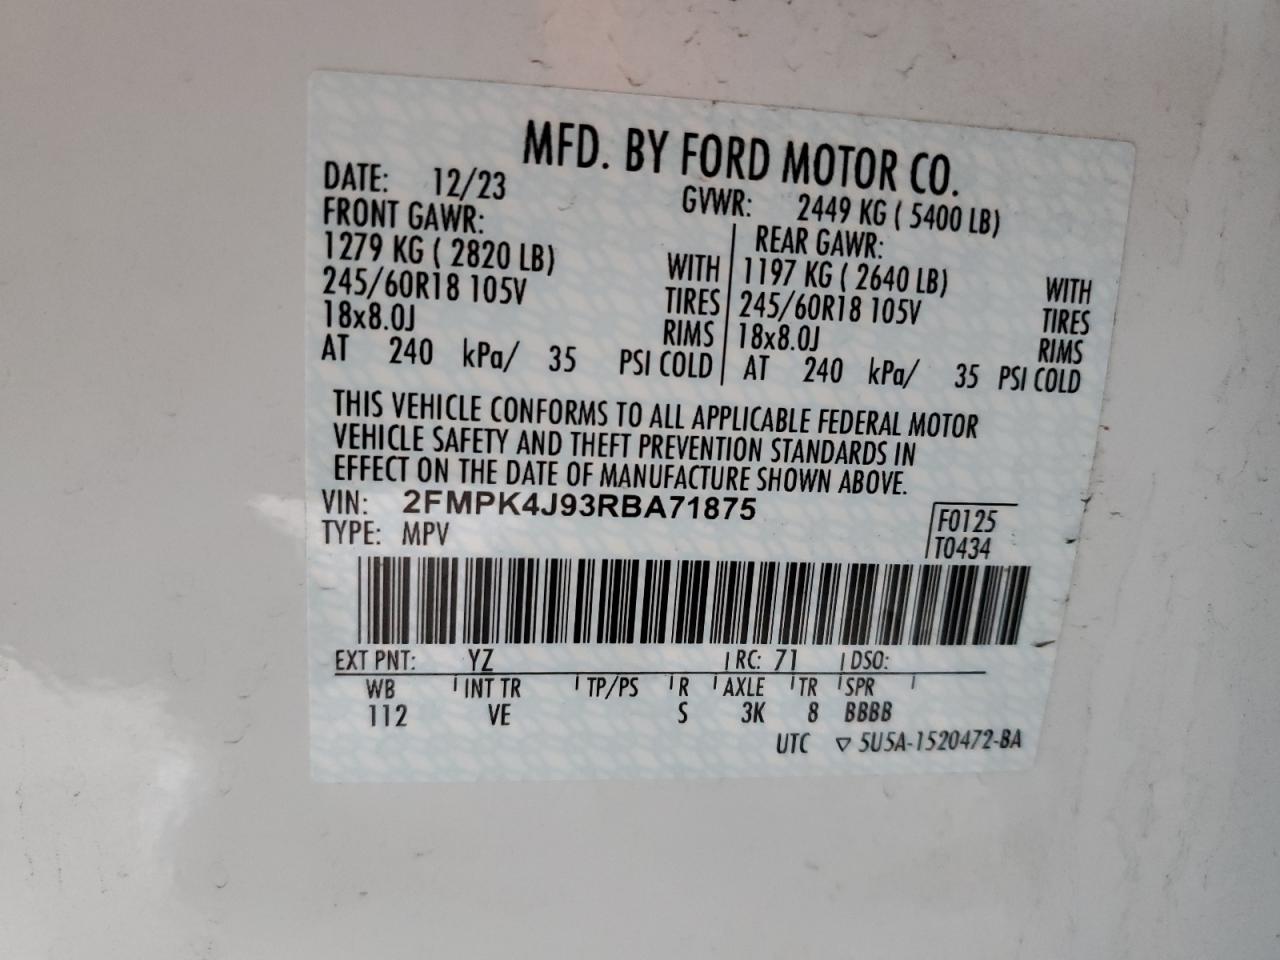 MFD. BY FORD MOTOR CO.
DATE: 12/23 GVWR: 2449 KG ( 5400 LB)
FRONT GAWR: REAR GAWR:
1279 KG ( 2820 LB) WITH 1197 KG ( 2640 LB) WITH
245/60R18 105V TIRES 245/60R18 105V TIRES
18x8.0J RIMS 18x8.0J RIMS
AT 240 kPa/ 35 PSI COLD AT 240 kPa/ 35 PSI COLD
THIS VEHICLE CONFORMS TO ALL APPLICABLE FEDERAL MOTOR
VEHICLE SAFETY AND THEFT PREVENTION STANDARDS IN
EFFECT ON THE DATE OF MANUFACTURE SHOWN ABOVE.
VIN: 2FMPK4J93RBA71875 F0125
TYPE: MPV T0434
EXT PNT: YZ RC: 71 DSO:
WB INT TR TP/PS R AXLE TR SPR
112 VE S 3K 8 BBBB
UTC ▽ 5U5A-1520472-BA